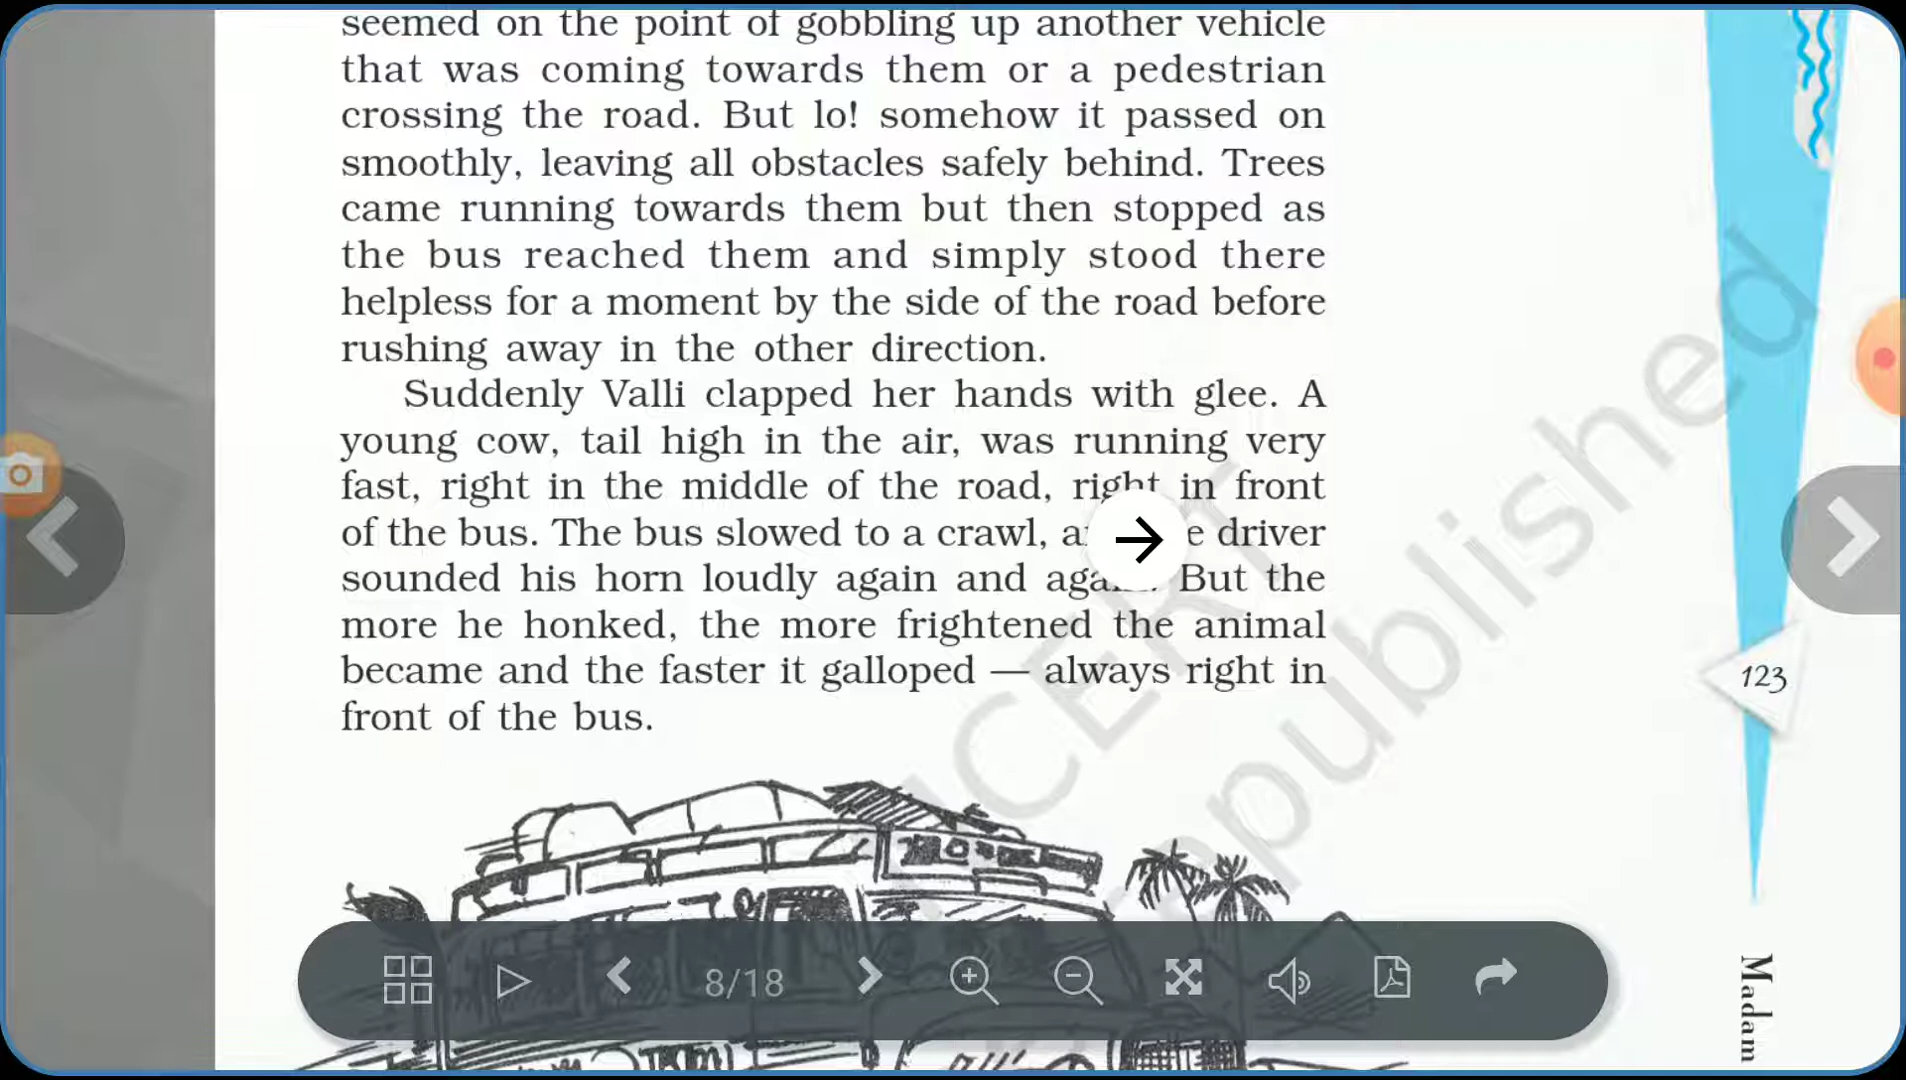 seemed on the point of gobbling up another vehicle
that was coming towards them or a pedestrian
crossing the road. But lo! somehow it passed on
smoothly, leaving all obstacles safely behind. Trees
came running towards them but then stopped as
the bus reached them and simply stood there
helpless for a moment by the side of the road before
rushing away in the other direction.
Suddenly Valli clapped her hands with glee. A
young cow, tail high in the air, was running very
fast, right in the middle of the road, right in front
of the bus. The bus slowed to a crawl, driver
sounded his horn loudly again and But the
more he honked, the more frightened the animal
became and the faster it galloped — always right in
front of the bus.
123
Madam
8/18